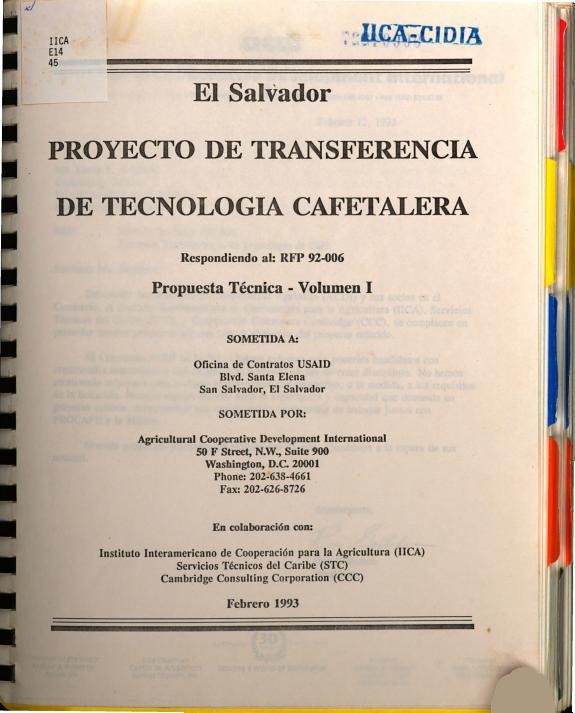 IICA
E14
45
IICA-CIDIA
El Salvador
PROYECTO DE TRANSFERENCIA
DE TECNOLOGIA CAFETALERA
Respondiendo al: RFP 92-006
Propuesta Técnica - Volumen I
SOMETIDA A:
Oficina de Contratos USAID
Blvd. Santa Elena
San Salvador, El Salvador
SOMETIDA POR:
Agricultural Cooperative Development International
50 F Street, N.W., Suite 900
Washington, D.C. 20001
Phone: 202-638-4661
Fax: 202-626-8726
En colaboración con:
Instituto Interamericano de Cooperación para la Agricultura (IICA)
Servicios Técnicos del Caribe (STC)
Cambridge Consulting Corporation (CCC)
Febrero 1993